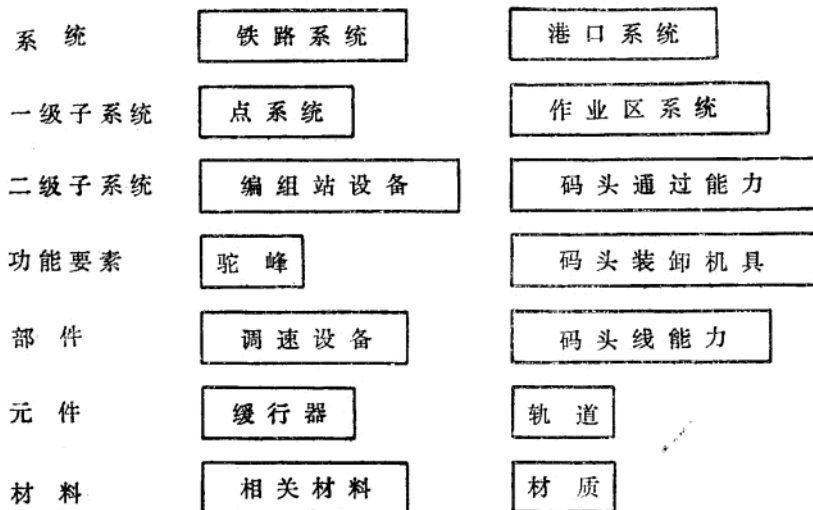 系统 铁路系统 港口系统
一级子系统 点系统 作业区系统
二级子系统 编组站设备 码头通过能力
功能要素 驼峰 码头装卸机具
部件 调速设备 码头线能力
元件 缓行器 轨道
材料 相关材料 材质